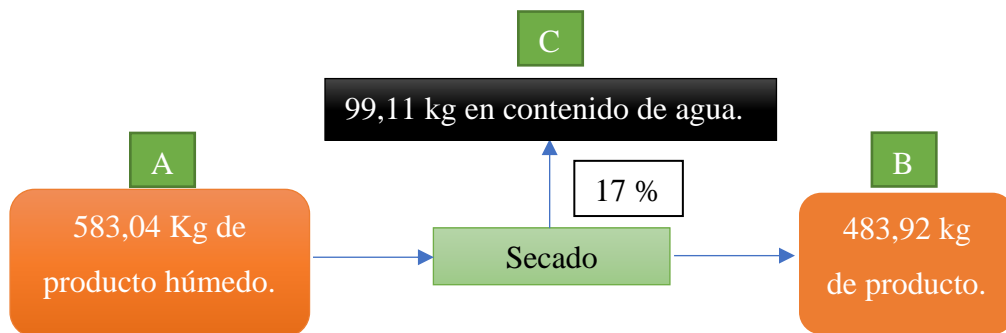 C
99,11 kg en contenido de agua.
A
17 %
B
583,04 Kg de
producto húmedo.
Secado
483,92 kg
de producto.